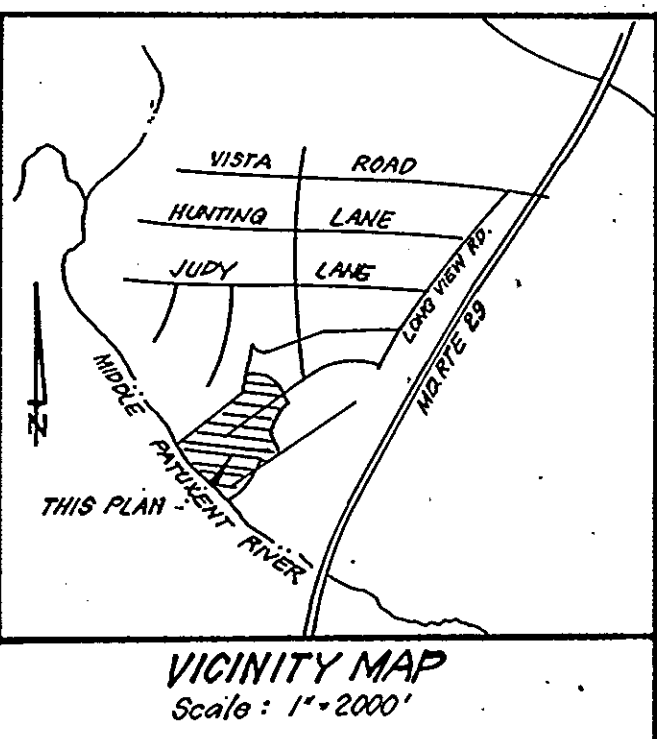 VISTA ROAD
HUNTING LANE
JUDY LANE
LONG VIEW RD.
MD. RTE 29
MIDDLE PATUXENT RIVER
N
THIS PLAN
VICINITY MAP
Scale: 1"=2000'